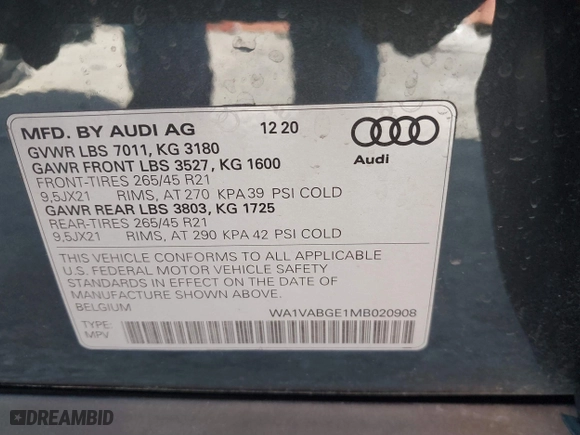 MFD. BY AUDI AG 12 20
GVWR LBS 7011, KG 3180
GAWR FRONT LBS 3527, KG 1600
FRONT-TIRES 265/45 R21
9,5JX21 RIMS, AT 270 KPA 39 PSI COLD
GAWR REAR LBS 3803, KG 1725
REAR-TIRES 265/45 R21
9,5JX21 RIMS, AT 290 KPA 42 PSI COLD
Audi
THIS VEHICLE CONFORMS TO ALL APPLICABLE
U.S. FEDERAL MOTOR VEHICLE SAFETY
STANDARDS IN EFFECT ON THE DATE OF
MANUFACTURE SHOWN ABOVE.
BELGIUM
WA1VABGE1MB020908
TYPE:
MPV
DREAMBID